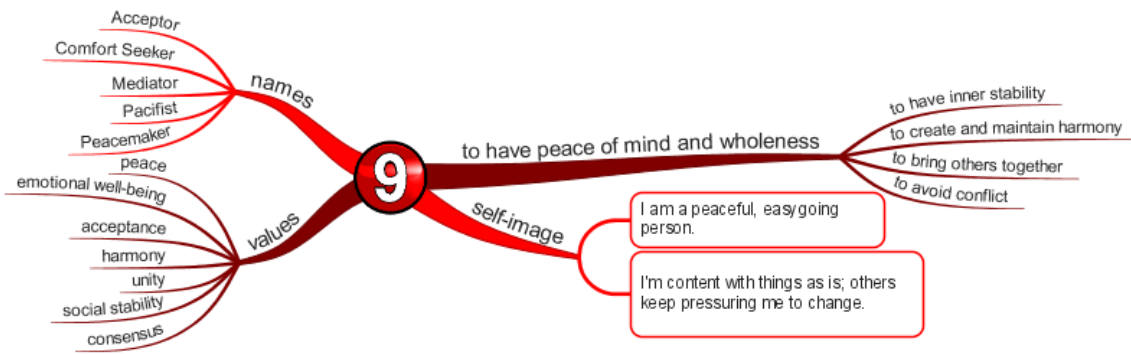 9
names
Acceptor
Comfort Seeker
Mediator
Pacifist
Peacemaker
values
peace
emotional well-being
acceptance
harmony
unity
social stability
consensus
to have peace of mind and wholeness
to have inner stability
to create and maintain harmony
to bring others together
to avoid conflict
self-image
I am a peaceful, easygoing
person.
I'm content with things as is; others
keep pressuring me to change.